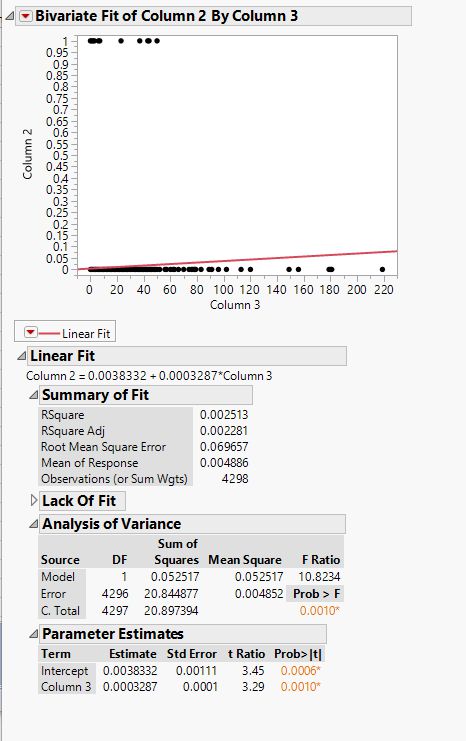 Bivariate Fit of Column 2 By Column 3
1
0.95
0.9
0.85
0.8
0.75
0.7
0.65
0.6
0.55
0.5
0.45
0.4
0.35
0.3
0.25
0.2
0.15
0.1
0.05
0
Column 2
0 20 40 60 80 100 120 140 160 180 200 220
Column 3
Linear Fit
Linear Fit
Column 2 = 0.0038332 + 0.0003287*Column 3
Summary of Fit
RSquare 0.002513
RSquare Adj 0.002281
Root Mean Square Error 0.069657
Mean of Response 0.004886
Observations (or Sum Wgts) 4298
Lack Of Fit
Analysis of Variance
Sum of
Source DF Squares Mean Square F Ratio
Model 1 0.052517 0.052517 10.8234
Error 4296 20.844877 0.004852 Prob > F
C. Total 4297 20.897394 0.0010*
Parameter Estimates
Term Estimate Std Error t Ratio Prob>|t|
Intercept 0.0038332 0.00111 3.45 0.0006*
Column 3 0.0003287 0.0001 3.29 0.0010*